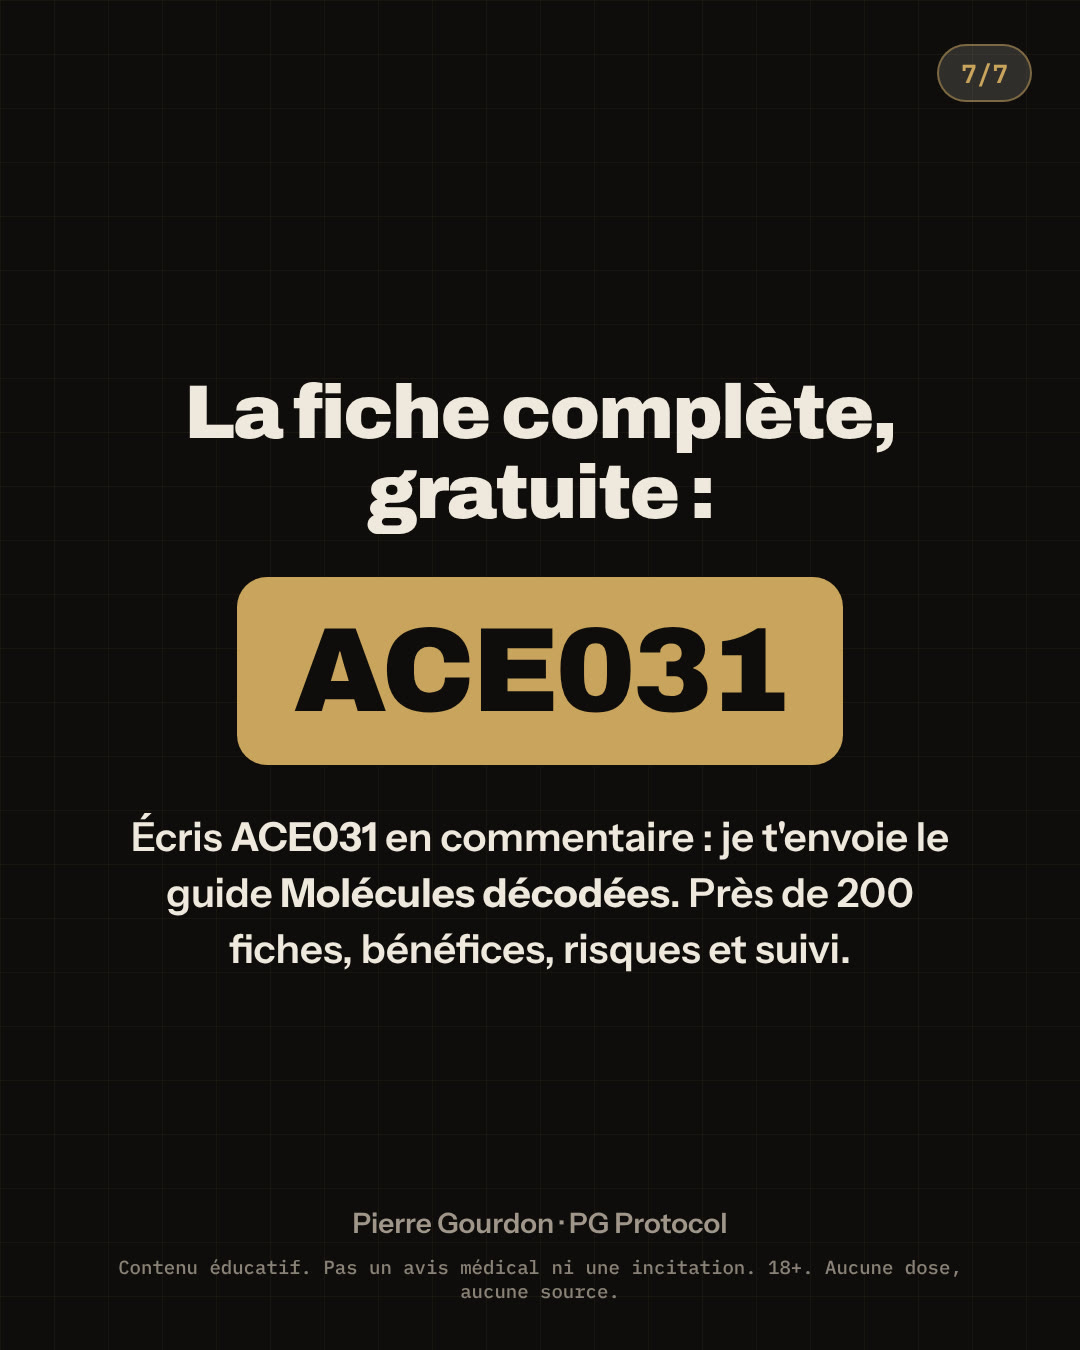 7/7
La fiche complète,
gratuite :
ACE031
Écris ACE031 en commentaire : je t'envoie le
guide Molécules décodées. Près de 200
fiches, bénéfices, risques et suivi.
Pierre Gourdon · PG Protocol
Contenu éducatif. Pas un avis médical ni une incitation. 18+. Aucune dose,
aucune source.